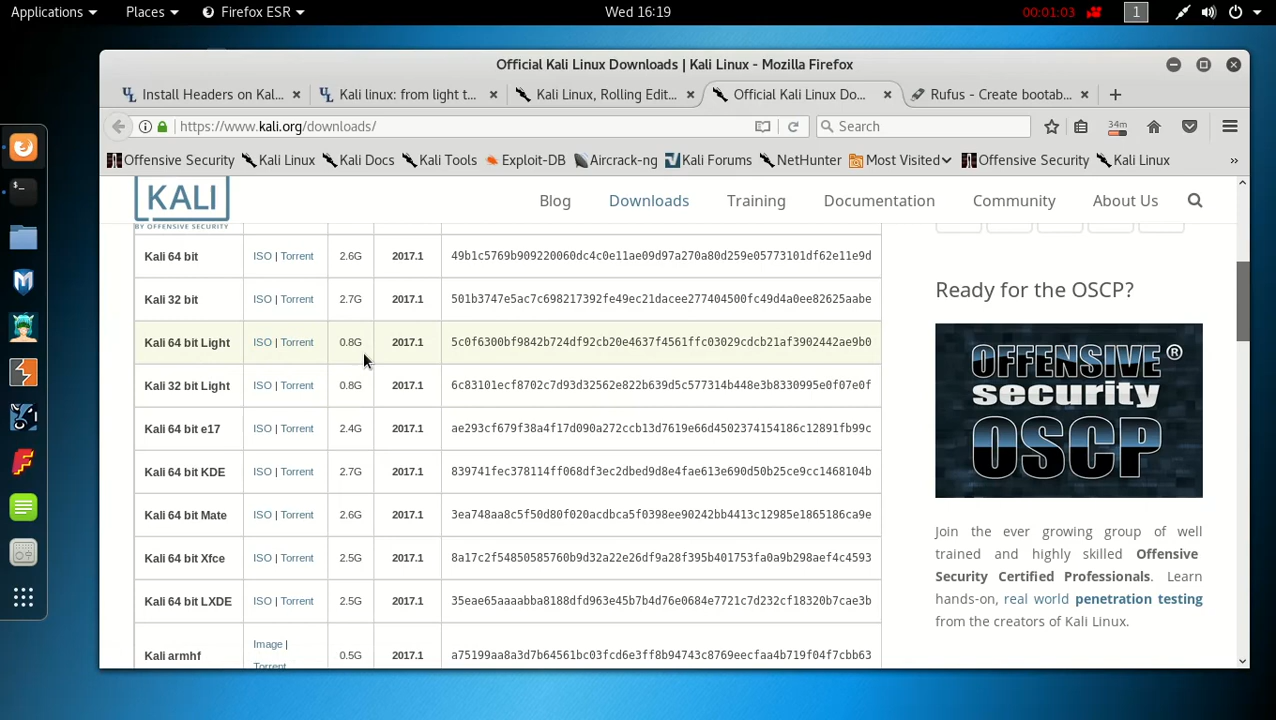 Applications Places Firefox ESR Wed 16:19 00:01:03 1
Official Kali Linux Downloads | Kali Linux - Mozilla Firefox
Install Headers on Kal... Kali linux: from light t... Kali Linux, Rolling Edit... Official Kali Linux Do... Rufus - Create bootab...
https://www.kali.org/downloads/ Search 34m
Offensive Security Kali Linux Kali Docs Kali Tools Exploit-DB Aircrack-ng Kali Forums NetHunter Most Visited Offensive Security Kali Linux »
KALI
BY OFFENSIVE SECURITY
Blog Downloads Training Documentation Community About Us
Kali 64 bit ISO | Torrent 2.6G 2017.1 49b1c5769b909220060dc4c0e11ae09d97a270a80d259e05773101df62e11e9d
Kali 32 bit ISO | Torrent 2.7G 2017.1 501b3747e5ac7c698217392fe49ec21dacee277404500fc49d4a0ee82625aabe
Kali 64 bit Light ISO | Torrent 0.8G 2017.1 5c0f6300bf9842b724df92cb20e4637f4561ffc03029cdcb21af3902442ae9b0
Kali 32 bit Light ISO | Torrent 0.8G 2017.1 6c83101ecf8702c7d93d32562e822b639d5c577314b448e3b8330995e0f07e0f
Kali 64 bit e17 ISO | Torrent 2.4G 2017.1 ae293cf679f38a4f17d090a272ccb13d7619e66d4502374154186c12891fb99c
Kali 64 bit KDE ISO | Torrent 2.7G 2017.1 839741fec378114ff068df3ec2dbed9d8e4fae613e690d50b25ce9cc1468104b
Kali 64 bit Mate ISO | Torrent 2.6G 2017.1 3ea748aa8c5f50d80f020acdbca5f0398ee90242bb4413c12985e1865186ca9e
Kali 64 bit Xfce ISO | Torrent 2.5G 2017.1 8a17c2f54850585760b9d32a22e26df9a28f395b401753fa0a9b298aef4c4593
Kali 64 bit LXDE ISO | Torrent 2.5G 2017.1 35eae65aaaabba8188dfd963e45b7b4d76e0684e7721c7d232cf18320b7cae3b
Kali armhf Image | Torrent 0.5G 2017.1 a75199aa8a3d7b64561bc03fcd6e3ff8b94743c8769eecfaa4b719f04f7cbb63
Ready for the OSCP?
OFFENSIVE®
security
OSCP
Join the ever growing group of well
trained and highly skilled Offensive
Security Certified Professionals. Learn
hands-on, real world penetration testing
from the creators of Kali Linux.